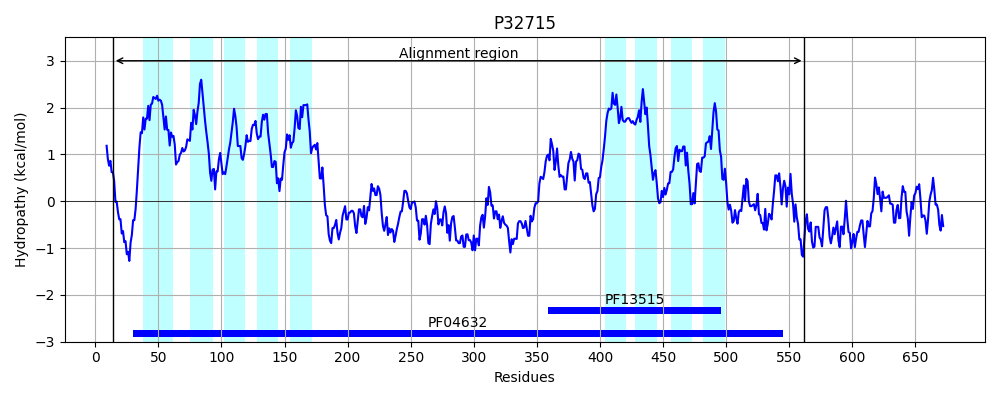 P32715
Hydropathy (kcal/mol)
3
2
1
0
−1
−2
−3
Alignment region
PF13515
PF04632
0 50 100 150 200 250 300 350 400 450 500 550 600 650
Residues